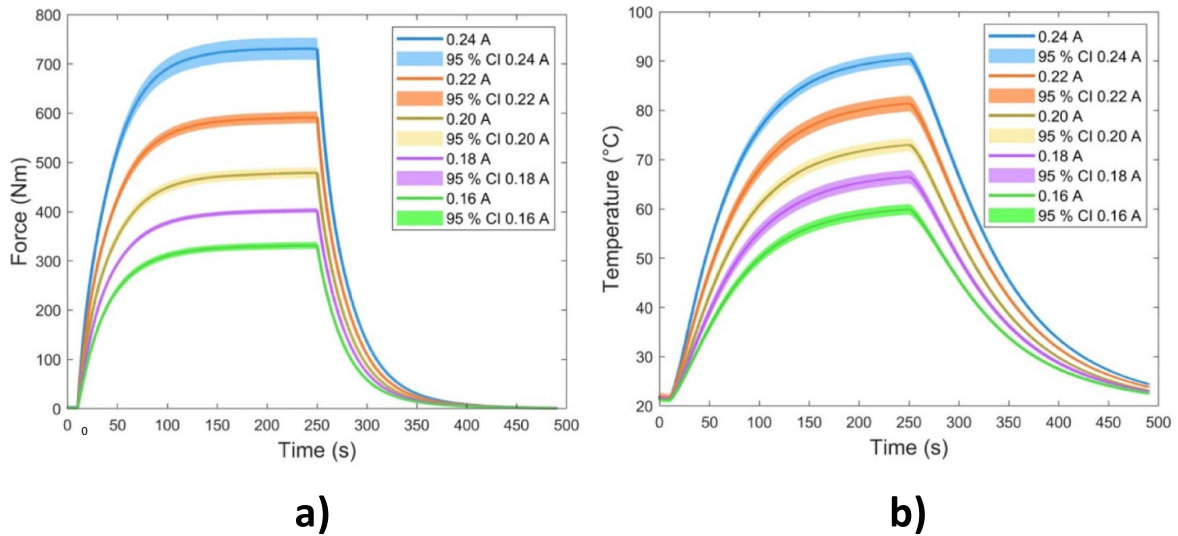 800
700
600
500
400
300
200
100
0
Force (Nm)
0 50 100 150 200 250 300 350 400 450 500
0
Time (s)
0.24 A
95 % CI 0.24 A
0.22 A
95 % CI 0.22 A
0.20 A
95 % CI 0.20 A
0.18 A
95 % CI 0.18 A
0.16 A
95 % CI 0.16 A
a)
100
90
80
70
60
50
40
30
20
Temperature (°C)
0 50 100 150 200 250 300 350 400 450 500
Time (s)
0.24 A
95 % CI 0.24 A
0.22 A
95 % CI 0.22 A
0.20 A
95 % CI 0.20 A
0.18 A
95 % CI 0.18 A
0.16 A
95 % CI 0.16 A
b)